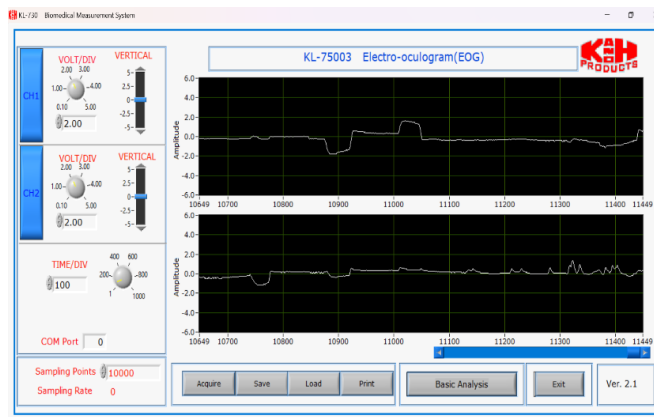 KL-730 Biomedical Measurement System
KL-75003 Electro-oculogram(EOG)
K&H
PRODUCTS
CH1
VOLT/DIV
VERTICAL
2.00 3.00
1.00 4.00
0.10 5.00
2.00
5
2.5
0
-2.5
-5
CH2
VOLT/DIV
VERTICAL
2.00 3.00
1.00 4.00
0.10 5.00
2.00
5
2.5
0
-2.5
-5
TIME/DIV
400 600
200 800
1 1000
100
COM Port 0
Sampling Points 10000
Sampling Rate 0
Amplitude
6.0
4.0
2.0
0.0
-2.0
-4.0
-6.0
10649 10700 10800 10900 11000 11100 11200 11300 11400 11449
Amplitude
6.0
4.0
2.0
0.0
-2.0
-4.0
-6.0
10649 10700 10800 10900 11000 11100 11200 11300 11400 11449
Acquire Save Load Print Basic Analysis Exit Ver. 2.1